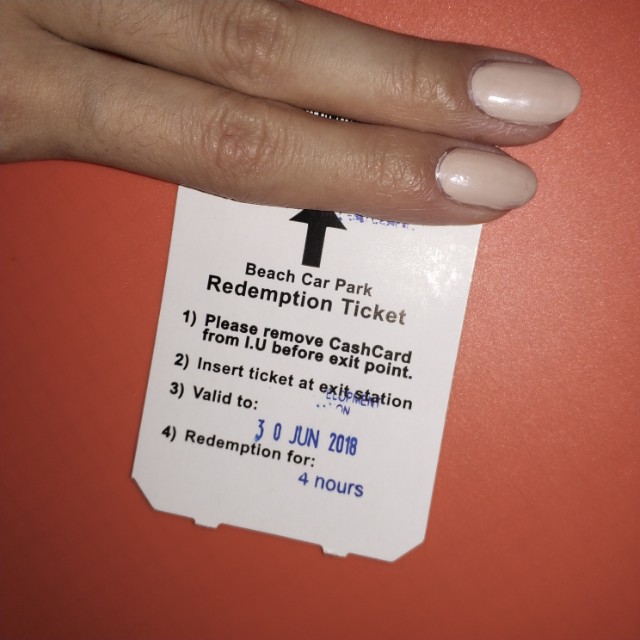 Beach Car Park
Redemption Ticket
1) Please remove CashCard
from I.U before exit point.
2) Insert ticket at exit station
3) Valid to:
30 JUN 2018
4) Redemption for:
4 hours